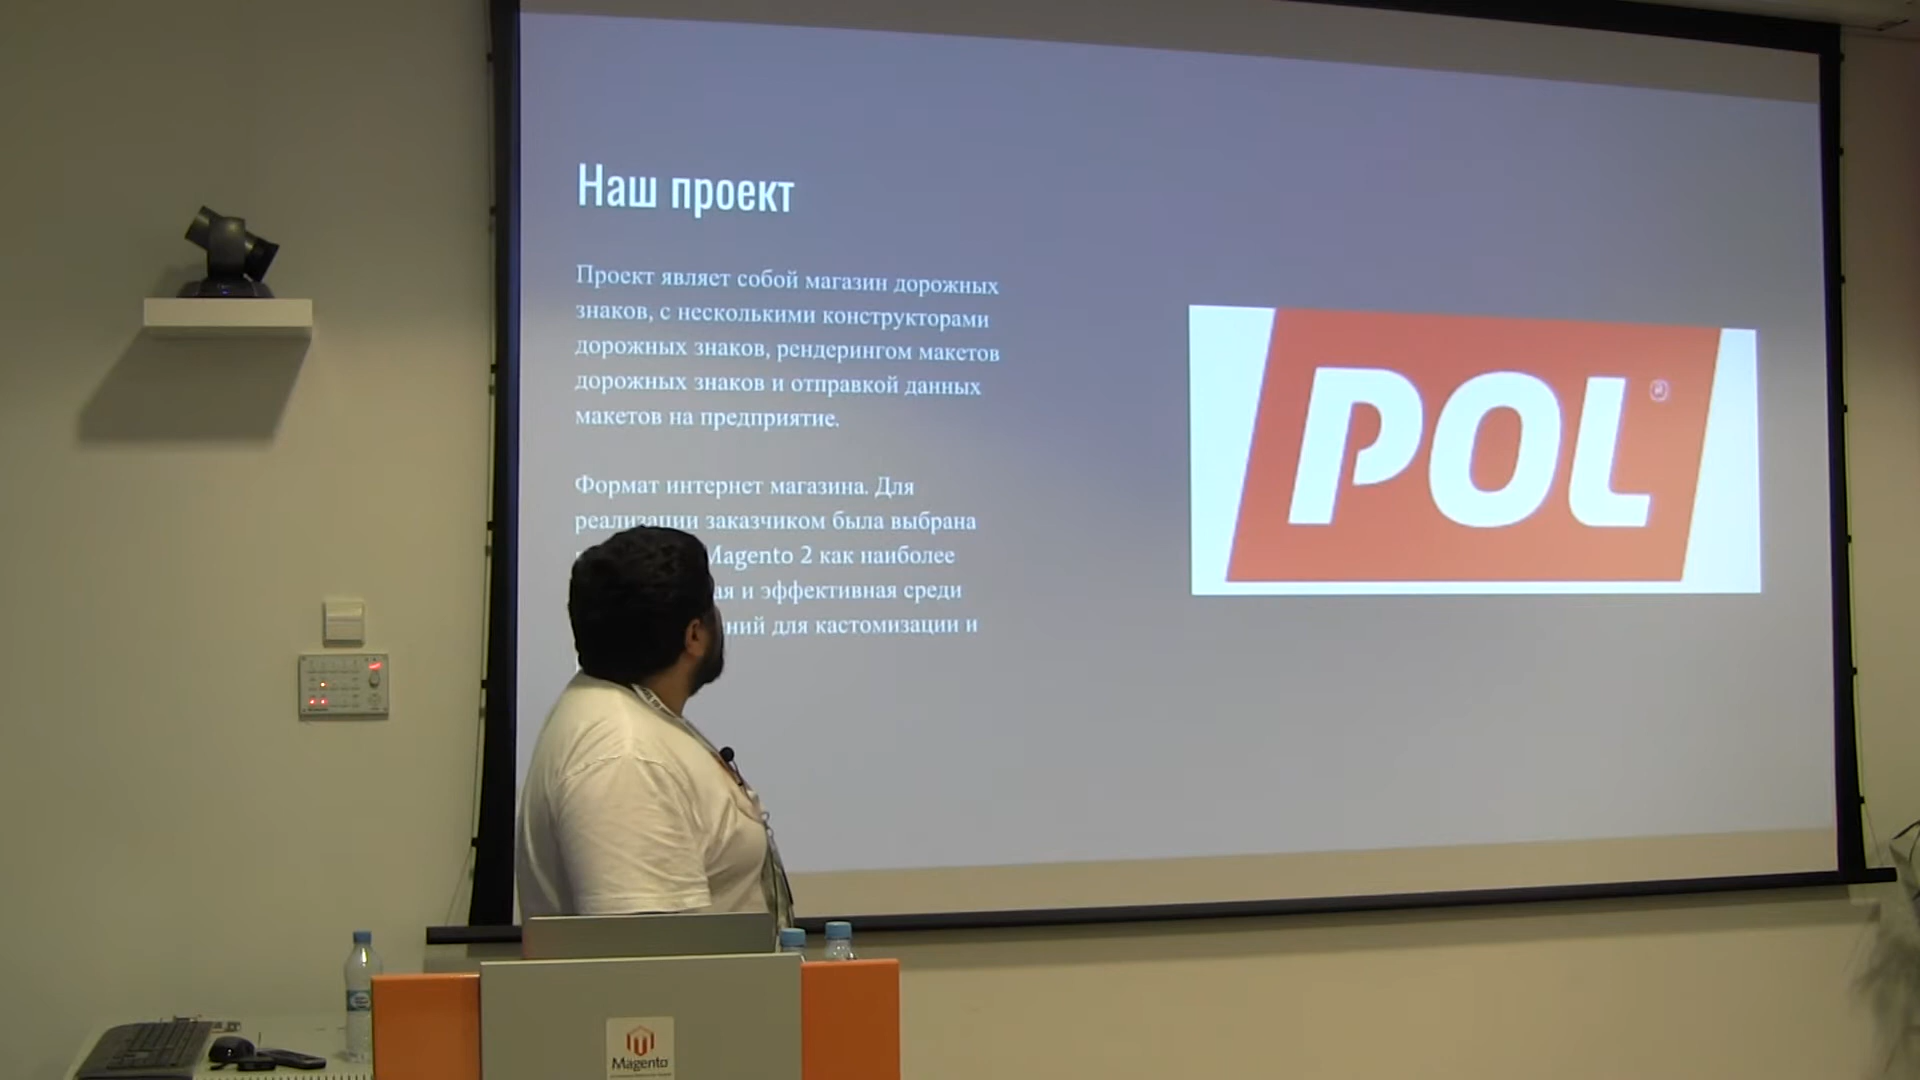 Наш проект
Проект являет собой магазин дорожных
знаков, с несколькими конструкторами
дорожных знаков, рендерингом макетов
дорожных знаков и отправкой данных
макетов на предприятие.
Формат интернет магазина. Для
реализации заказчиком была выбрана
Magento 2 как наиболее
и эффективная среди
для кастомизации и
POL
Magento